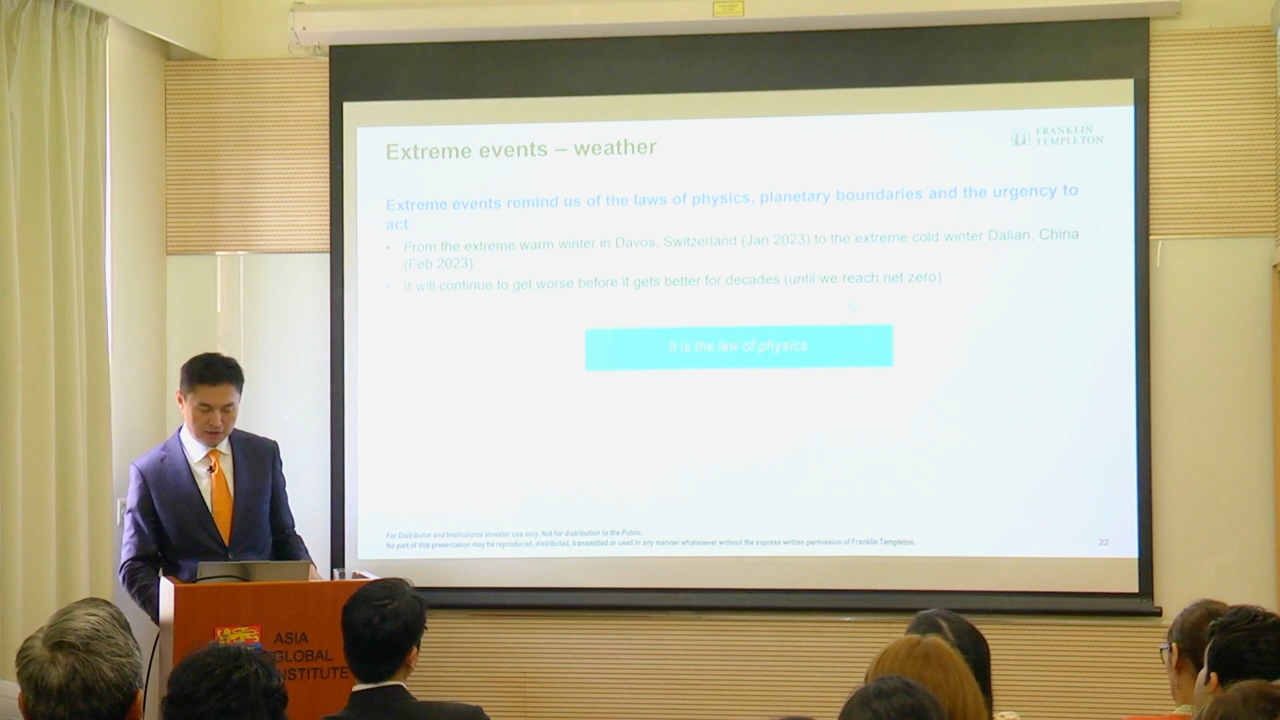 Extreme events – weather
FRANKLIN
TEMPLETON
Extreme events remind us of the laws of physics, planetary boundaries and the urgency to
act
• From the extreme warm winter in Davos, Switzerland (Jan 2023) to the extreme cold winter Dalian, China
(Feb 2023)
• It will continue to get worse before it gets better for decades (until we reach net zero)
It is the law of physics
For Distributor and Institutional Investor use only. Not for distribution to the Public.
No part of this presentation may be reproduced, distributed, transmitted or used in any manner whatsoever without the express written permission of Franklin Templeton.
22
ASIA
GLOBAL
INSTITUTE